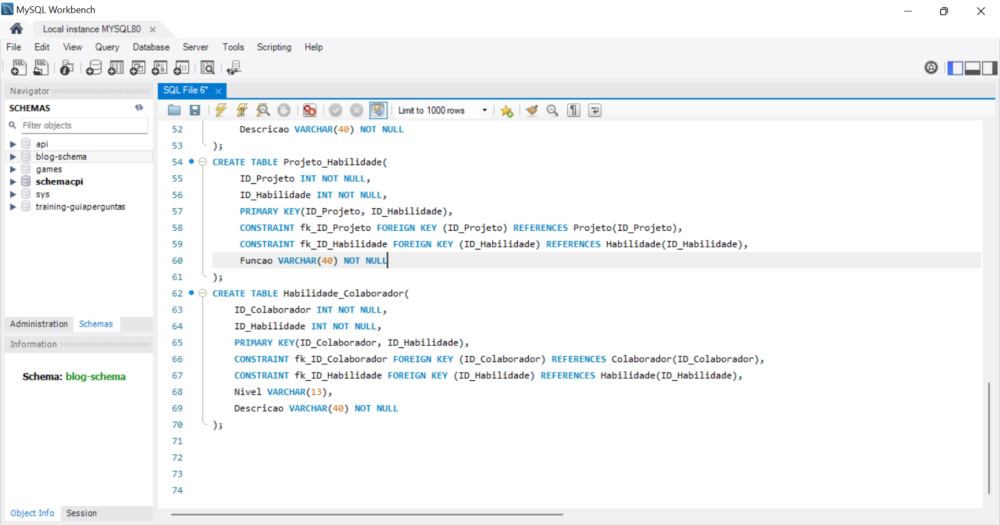 MySQL Workbench
Local instance MYSQL80
File Edit View Query Database Server Tools Scripting Help
Navigator
SCHEMAS
Filter objects
api
blog-schema
games
schemacpi
sys
training-guiaperguntas
Administration Schemas
Information
Schema: blog-schema
Object Info Session
SQL File 6*
Limit to 1000 rows
52 Descricao VARCHAR(40) NOT NULL
53 );
54 CREATE TABLE Projeto_Habilidade(
55 ID_Projeto INT NOT NULL,
56 ID_Habilidade INT NOT NULL,
57 PRIMARY KEY(ID_Projeto, ID_Habilidade),
58 CONSTRAINT fk_ID_Projeto FOREIGN KEY (ID_Projeto) REFERENCES Projeto(ID_Projeto),
59 CONSTRAINT fk_ID_Habilidade FOREIGN KEY (ID_Habilidade) REFERENCES Habilidade(ID_Habilidade),
60 Funcao VARCHAR(40) NOT NULL
61 );
62 CREATE TABLE Habilidade_Colaborador(
63 ID_Colaborador INT NOT NULL,
64 ID_Habilidade INT NOT NULL,
65 PRIMARY KEY(ID_Colaborador, ID_Habilidade),
66 CONSTRAINT fk_ID_Colaborador FOREIGN KEY (ID_Colaborador) REFERENCES Colaborador(ID_Colaborador),
67 CONSTRAINT fk_ID_Habilidade FOREIGN KEY (ID_Habilidade) REFERENCES Habilidade(ID_Habilidade),
68 Nivel VARCHAR(13),
69 Descricao VARCHAR(40) NOT NULL
70 );
71
72
73
74